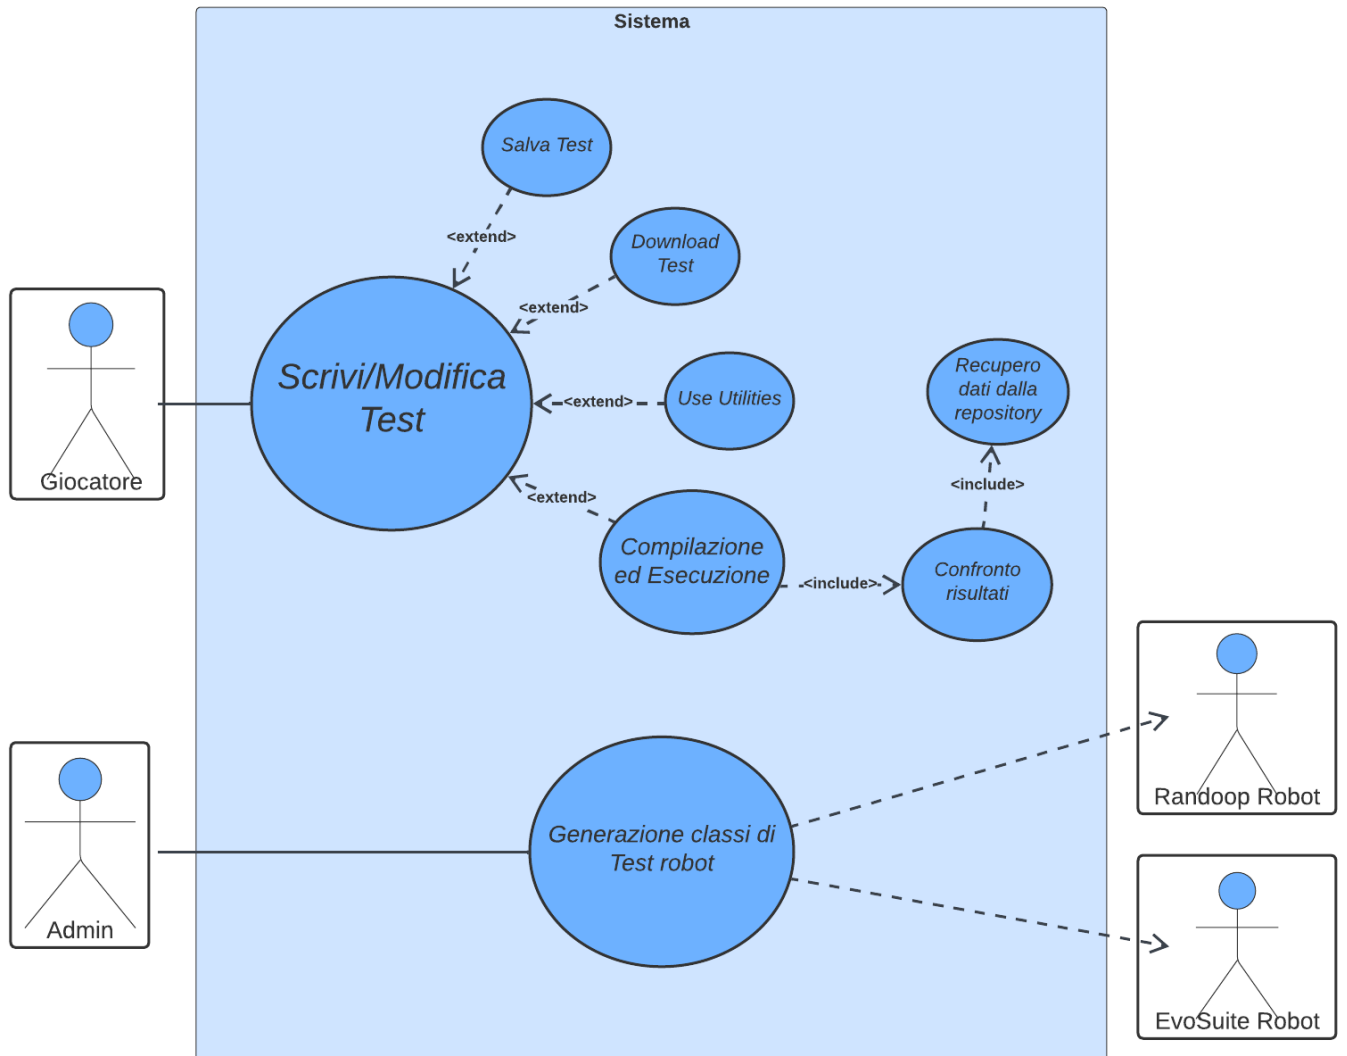 Sistema
Salva Test
<extend>
Download
Test
<extend>
Scrivi/Modifica
Test
Use Utilities
<extend>
Recupero
dati dalla
repository
Giocatore
<extend>
<include>
Compilazione
ed Esecuzione
<include>
Confronto
risultati
Randoop Robot
Generazione classi di
Test robot
Admin
EvoSuite Robot